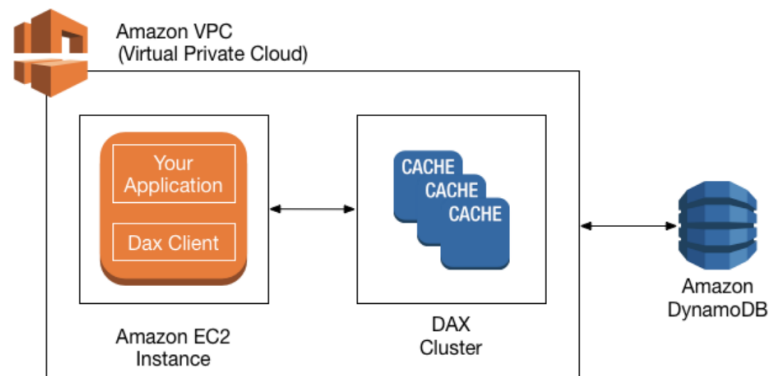 Amazon VPC
(Virtual Private Cloud)
Your
Application
Dax Client
CACHE
CACHE
CACHE
Amazon EC2
Instance
DAX
Cluster
Amazon
DynamoDB